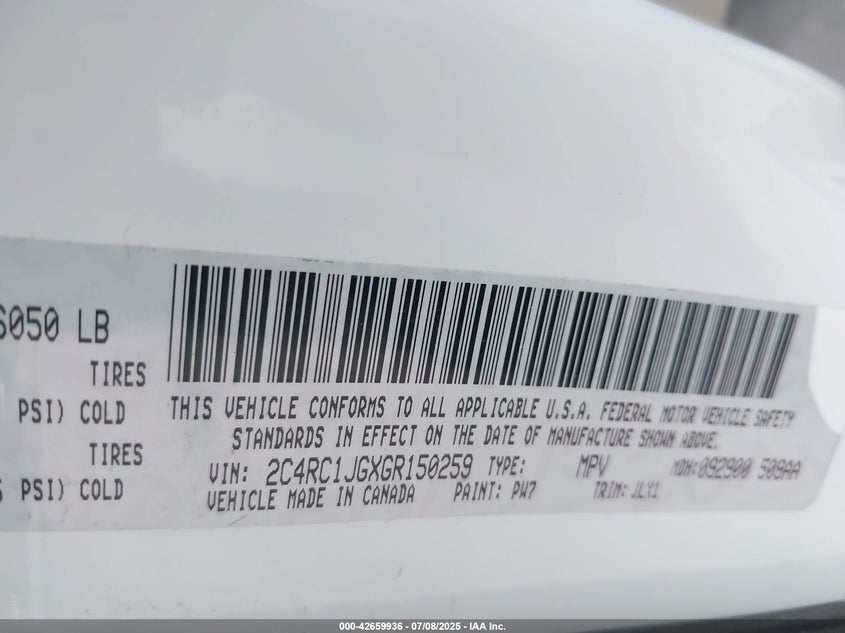 6050 LB
TIRES
PSI) COLD
TIRES
PSI) COLD
THIS VEHICLE CONFORMS TO ALL APPLICABLE U.S.A. FEDERAL MOTOR VEHICLE SAFETY
STANDARDS IN EFFECT ON THE DATE OF MANUFACTURE SHOWN ABOVE.
VIN: 2C4RC1JGXGR150259 TYPE: MPV MDH:092900 509AA
VEHICLE MADE IN CANADA PAINT: PW7 TRIM: JLX1
000-42659936 - 07/08/2025 - IAA Inc.